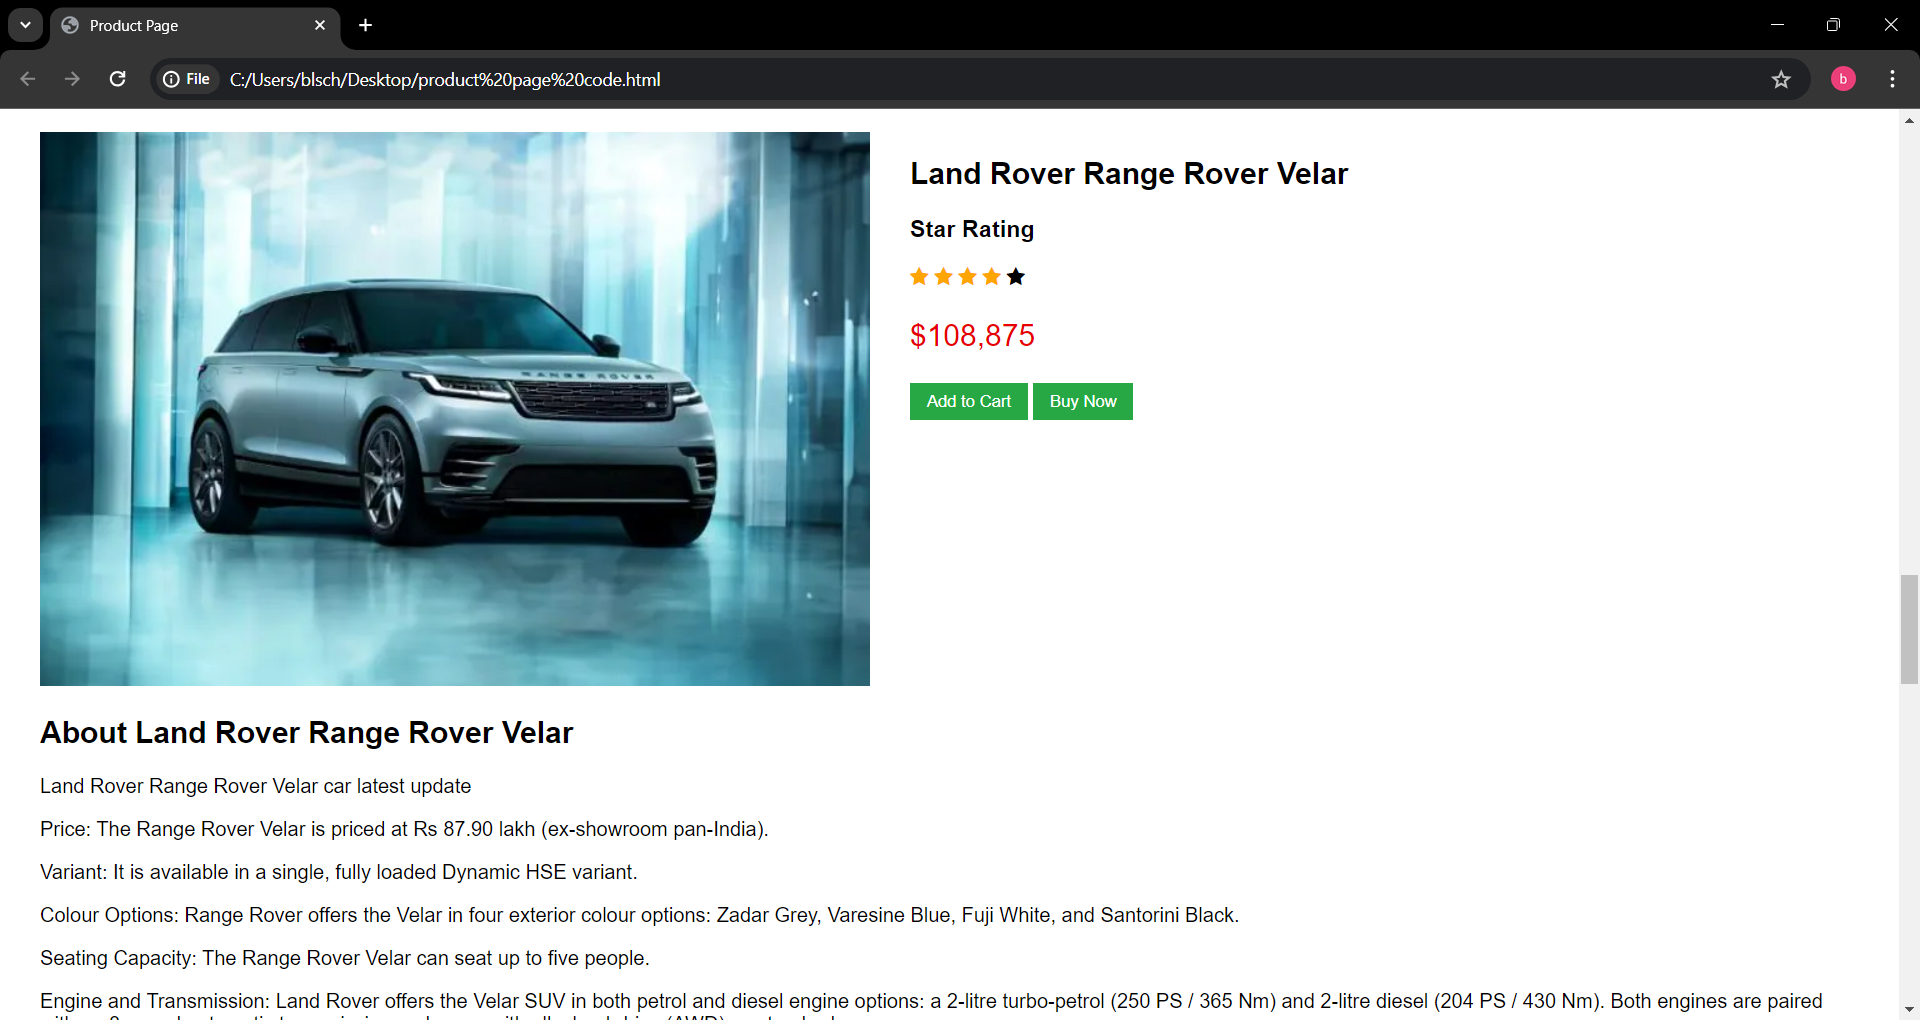 Product Page
File
C:/Users/blsch/Desktop/product%20page%20code.html
b
RANGE ROVER
Land Rover Range Rover Velar
Star Rating
$108,875
Add to Cart
Buy Now
About Land Rover Range Rover Velar
Land Rover Range Rover Velar car latest update
Price: The Range Rover Velar is priced at Rs 87.90 lakh (ex-showroom pan-India).
Variant: It is available in a single, fully loaded Dynamic HSE variant.
Colour Options: Range Rover offers the Velar in four exterior colour options: Zadar Grey, Varesine Blue, Fuji White, and Santorini Black.
Seating Capacity: The Range Rover Velar can seat up to five people.
Engine and Transmission: Land Rover offers the Velar SUV in both petrol and diesel engine options: a 2-litre turbo-petrol (250 PS / 365 Nm) and 2-litre diesel (204 PS / 430 Nm). Both engines are paired